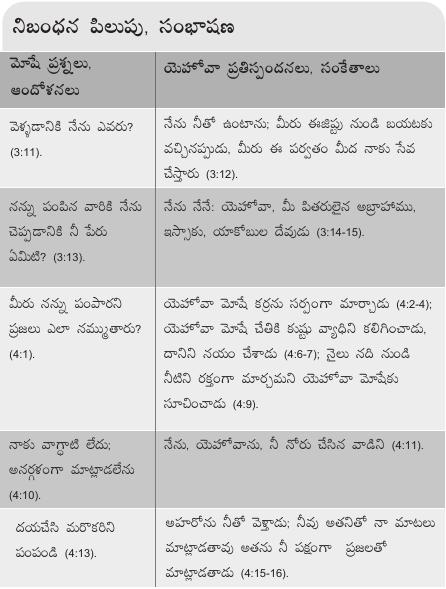 నిబంధన పిలుపు, సంభాషణ
మోషే ప్రశ్నలు,
ఆందోళనలు
యెహోవా ప్రతిస్పందనలు, సంకేతాలు
వెళ్ళడానికి నేను ఎవరు?
(3:11).
నేను నీతో ఉంటాను; మీరు ఈజిప్టు నుండి బయటకు
వచ్చినప్పుడు, మీరు ఈ పర్వతం మీద నాకు సేవ
చేస్తారు (3:12).
నన్ను పంపిన వారికి నేను
చెప్పడానికి నీ పేరు
ఏమిటి? (3:13).
నేను నేనే: యెహోవా, మీ పితరులైన అబ్రాహాము,
ఇస్సాకు, యాకోబుల దేవుడు (3:14-15).
మీరు నన్ను పంపారని
ప్రజలు ఎలా నమ్ముతారు?
(4:1).
యెహోవా మోషే కర్రను సర్పంగా మార్చాడు (4:2-4);
యెహోవా మోషే చేతికి కుష్టు వ్యాధిని కలిగించాడు,
దానిని నయం చేశాడు (4:6-7); నైలు నది నుండి
నీటిని రక్తంగా మార్చమని యెహోవా మోషేకు
సూచించాడు (4:9).
నాకు వాగ్ధాటి లేదు;
అనర్గళంగా మాట్లాడలేను
(4:10).
నేను, యెహోవాను, నీ నోరు చేసిన వాడిని (4:11).
దయచేసి మరొకరిని
పంపండి (4:13).
అహరోను నీతో వెళ్తాడు; నీవు అతనితో నా మాటలు
మాట్లాడతావు అతను నీ పక్షంగా ప్రజలతో
మాట్లాడతాడు (4:15-16).